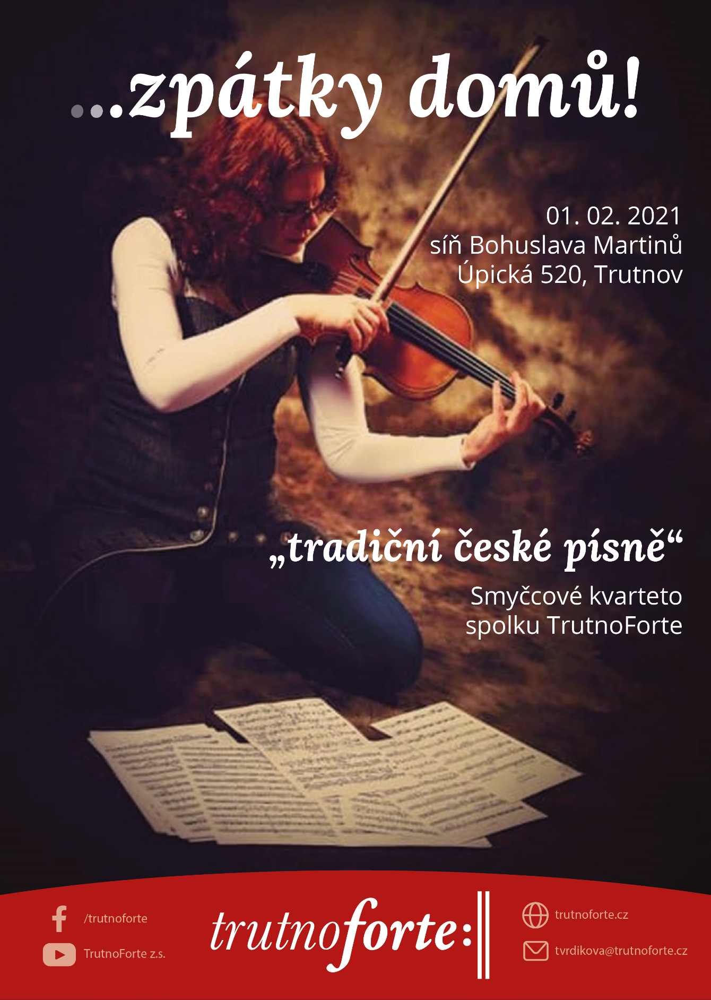 ...zpátky domů!
01. 02. 2021
síň Bohuslava Martinů
Úpická 520, Trutnov
„tradiční české písně“
Smyčcové kvarteto
spolku TrutnoForte
/trutnoforte
TrutnoForte z.s.
trutnoforte:
trutnoforte.cz
tvrdikova@trutnoforte.cz